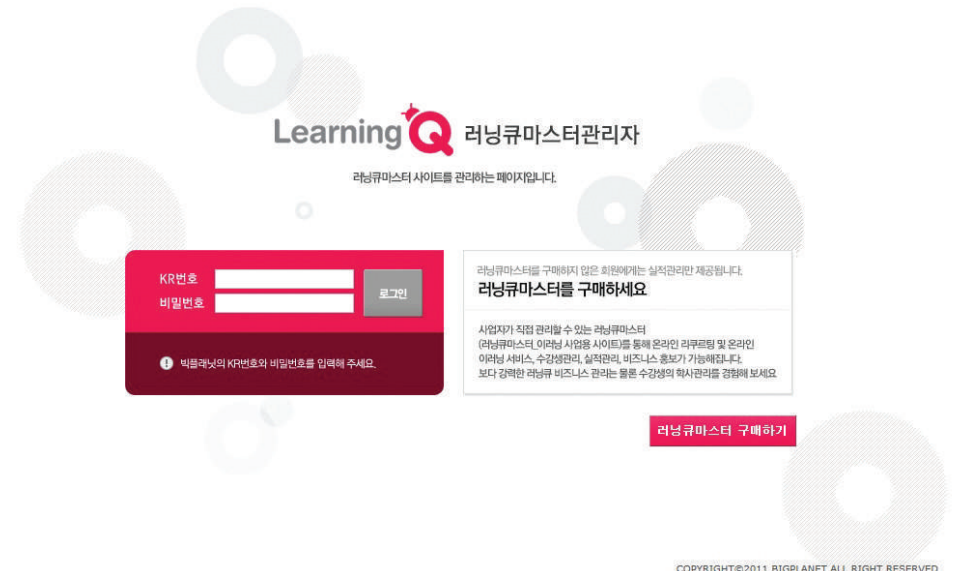 Learning Q 러닝큐마스터관리자
러닝큐마스터 사이트를 관리하는 페이지입니다.
KR번호
비밀번호
로그인
빅플래닛의 KR번호와 비밀번호를 입력해 주세요.
러닝큐마스터를 구매하지 않은 회원에게는 실적관리만 제공됩니다.
러닝큐마스터를 구매하세요
사업자가 직접 관리할 수 있는 러닝큐마스터
(러닝큐마스터_이러닝 사업용 사이트)를 통해 온라인 리쿠르팅 및 온라인
이러닝 서비스, 수강생관리, 실적관리, 비즈니스 홍보가 가능해집니다.
보다 강력한 러닝큐 비즈니스 관리는 물론 수강생의 학사관리를 경험해 보세요
러닝큐마스터 구매하기
COPYRIGHT©2011 BIGPLANET ALL RIGHT RESERVED